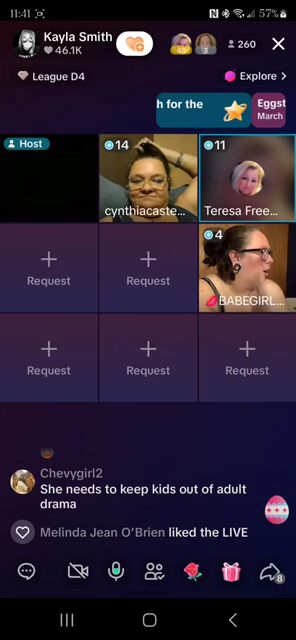 11:41
57%
Kayla Smith
46.1K
46
3
260
League D4
Explore >
h for the
Eggst
March
Host
14
cynthiacaste...
11
Teresa Free...
Request
Request
4
BABEGIRL...
Request
Request
Request
Chevygirl2
She needs to keep kids out of adult
drama
Melinda Jean O'Brien liked the LIVE
8